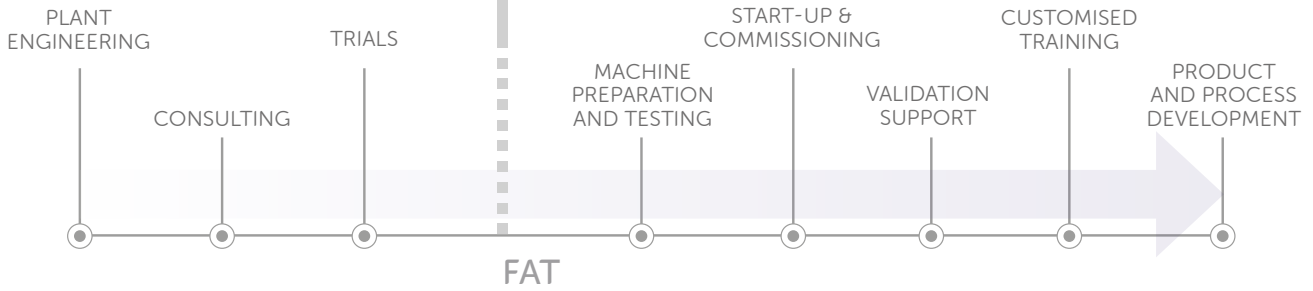 PLANT
ENGINEERING
CONSULTING
TRIALS
FAT
MACHINE
PREPARATION
AND TESTING
START-UP &
COMMISSIONING
VALIDATION
SUPPORT
CUSTOMISED
TRAINING
PRODUCT
AND PROCESS
DEVELOPMENT